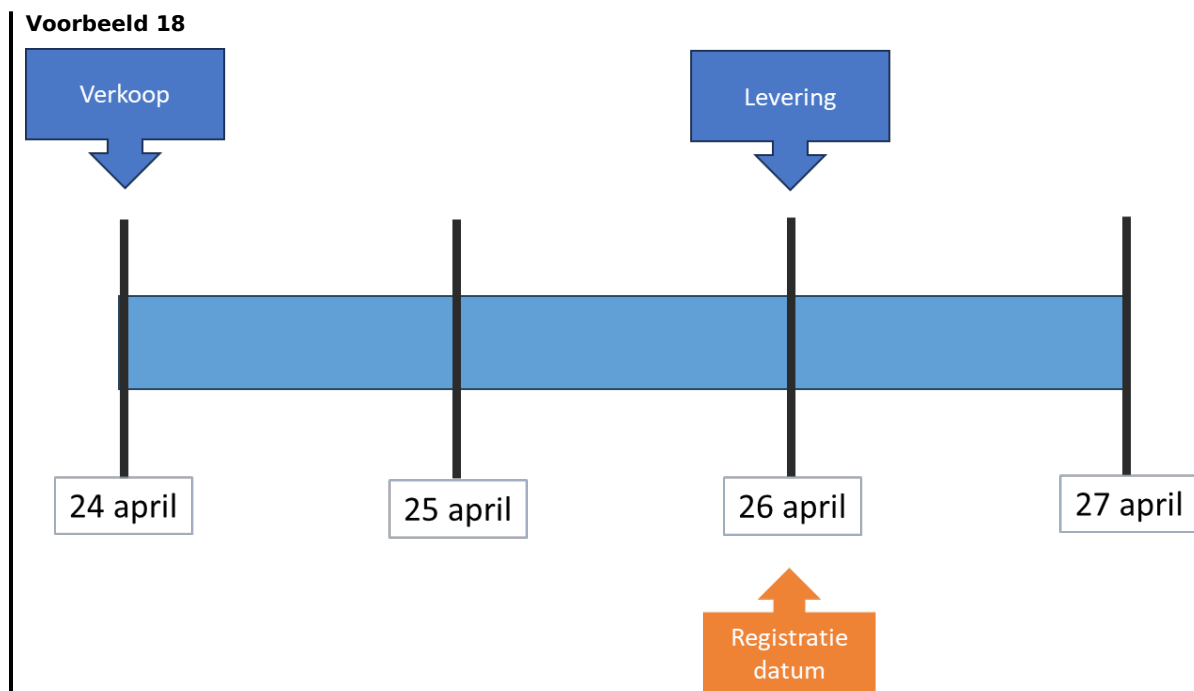 Voorbeeld 18
Verkoop
Levering
24 april
25 april
26 april
27 april
Registratie
datum